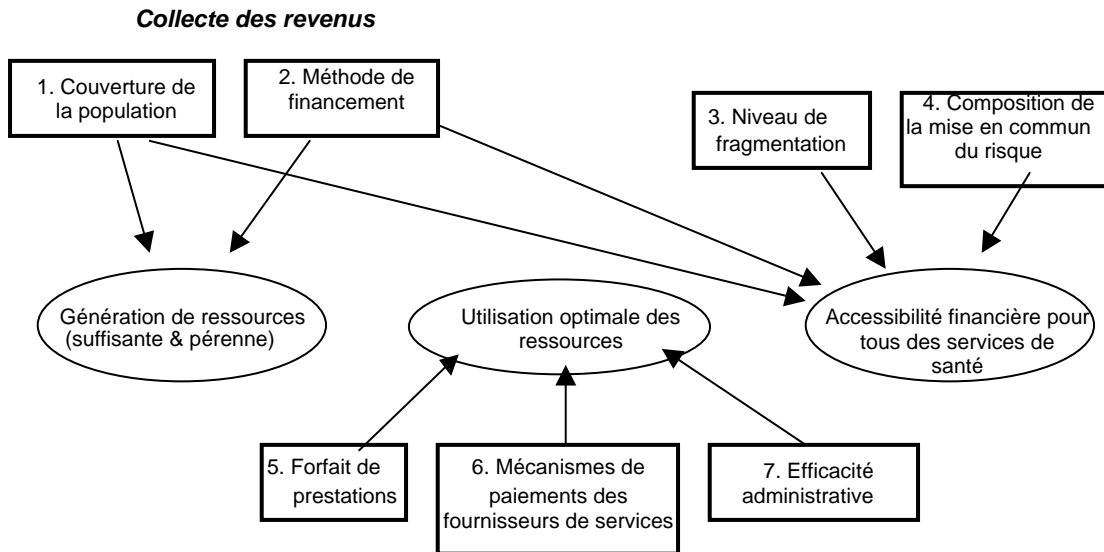 Collecte des revenus
1. Couverture de
la population
2. Méthode de
financement
3. Niveau de
fragmentation
4. Composition de
la mise en commun
du risque
Génération de ressources
(suffisante & pérenne)
Utilisation optimale des
ressources
Accessibilité financière pour
tous des services de
santé
5. Forfait de
prestations
6. Mécanismes de
paiements des
fournisseurs de services
7. Efficacité
administrative